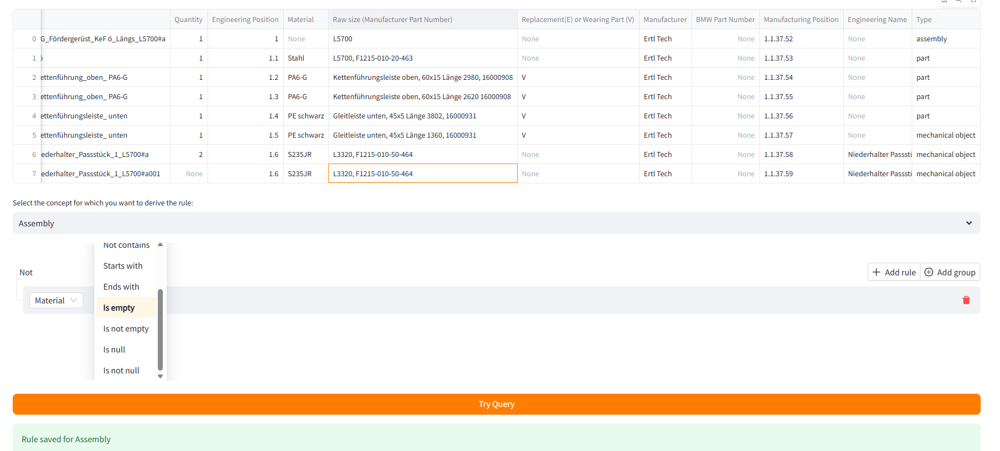 Quantity Engineering Position Material Raw size (Manufacturer Part Number) Replacement(E) or Wearing Part (V) Manufacturer BMW Part Number Manufacturing Position Engineering Name Type
0 G_Fördergerüst_KeF ö_Längs_L5700#a 1 1 None L5700 None Ertl Tech None 1.1.37.52 None assembly
1 ö 1 1.1 Stahl L5700, F1215-010-20-463 None Ertl Tech None 1.1.37.53 None part
2 ettenführung_oben_ PA6-G 1 1.2 PA6-G Kettenführungsleiste oben, 60x15 Länge 2980, 16000908 V Ertl Tech None 1.1.37.54 None part
3 ettenführung_oben_ PA6-G 1 1.3 PA6-G Kettenführungsleiste oben, 60x15 Länge 2620 16000908 V Ertl Tech None 1.1.37.55 None part
4 ettenführungsleiste_ unten 1 1.4 PE schwarz Gleitleiste unten, 45x5 Länge 3802, 16000931 V Ertl Tech None 1.1.37.56 None part
5 ettenführungsleiste_ unten 1 1.5 PE schwarz Gleitleiste unten, 45x5 Länge 1360, 16000931 V Ertl Tech None 1.1.37.57 None mechanical object
6 ederhalter_Passstück_1_L5700#a 2 1.6 S235JR L3320, F1215-010-50-464 None Ertl Tech None 1.1.37.58 Niederhalter Passstü mechanical object
7 ederhalter_Passstück_1_L5700#a001 None 1.6 S235JR L3320, F1215-010-50-464 None Ertl Tech None 1.1.37.59 Niederhalter Passstü mechanical object
Select the concept for which you want to derive the rule:
Assembly
Not contains
Starts with
Not
Add rule
Add group
Ends with
Material
Is empty
Is not empty
Is null
Is not null
Try Query
Rule saved for Assembly